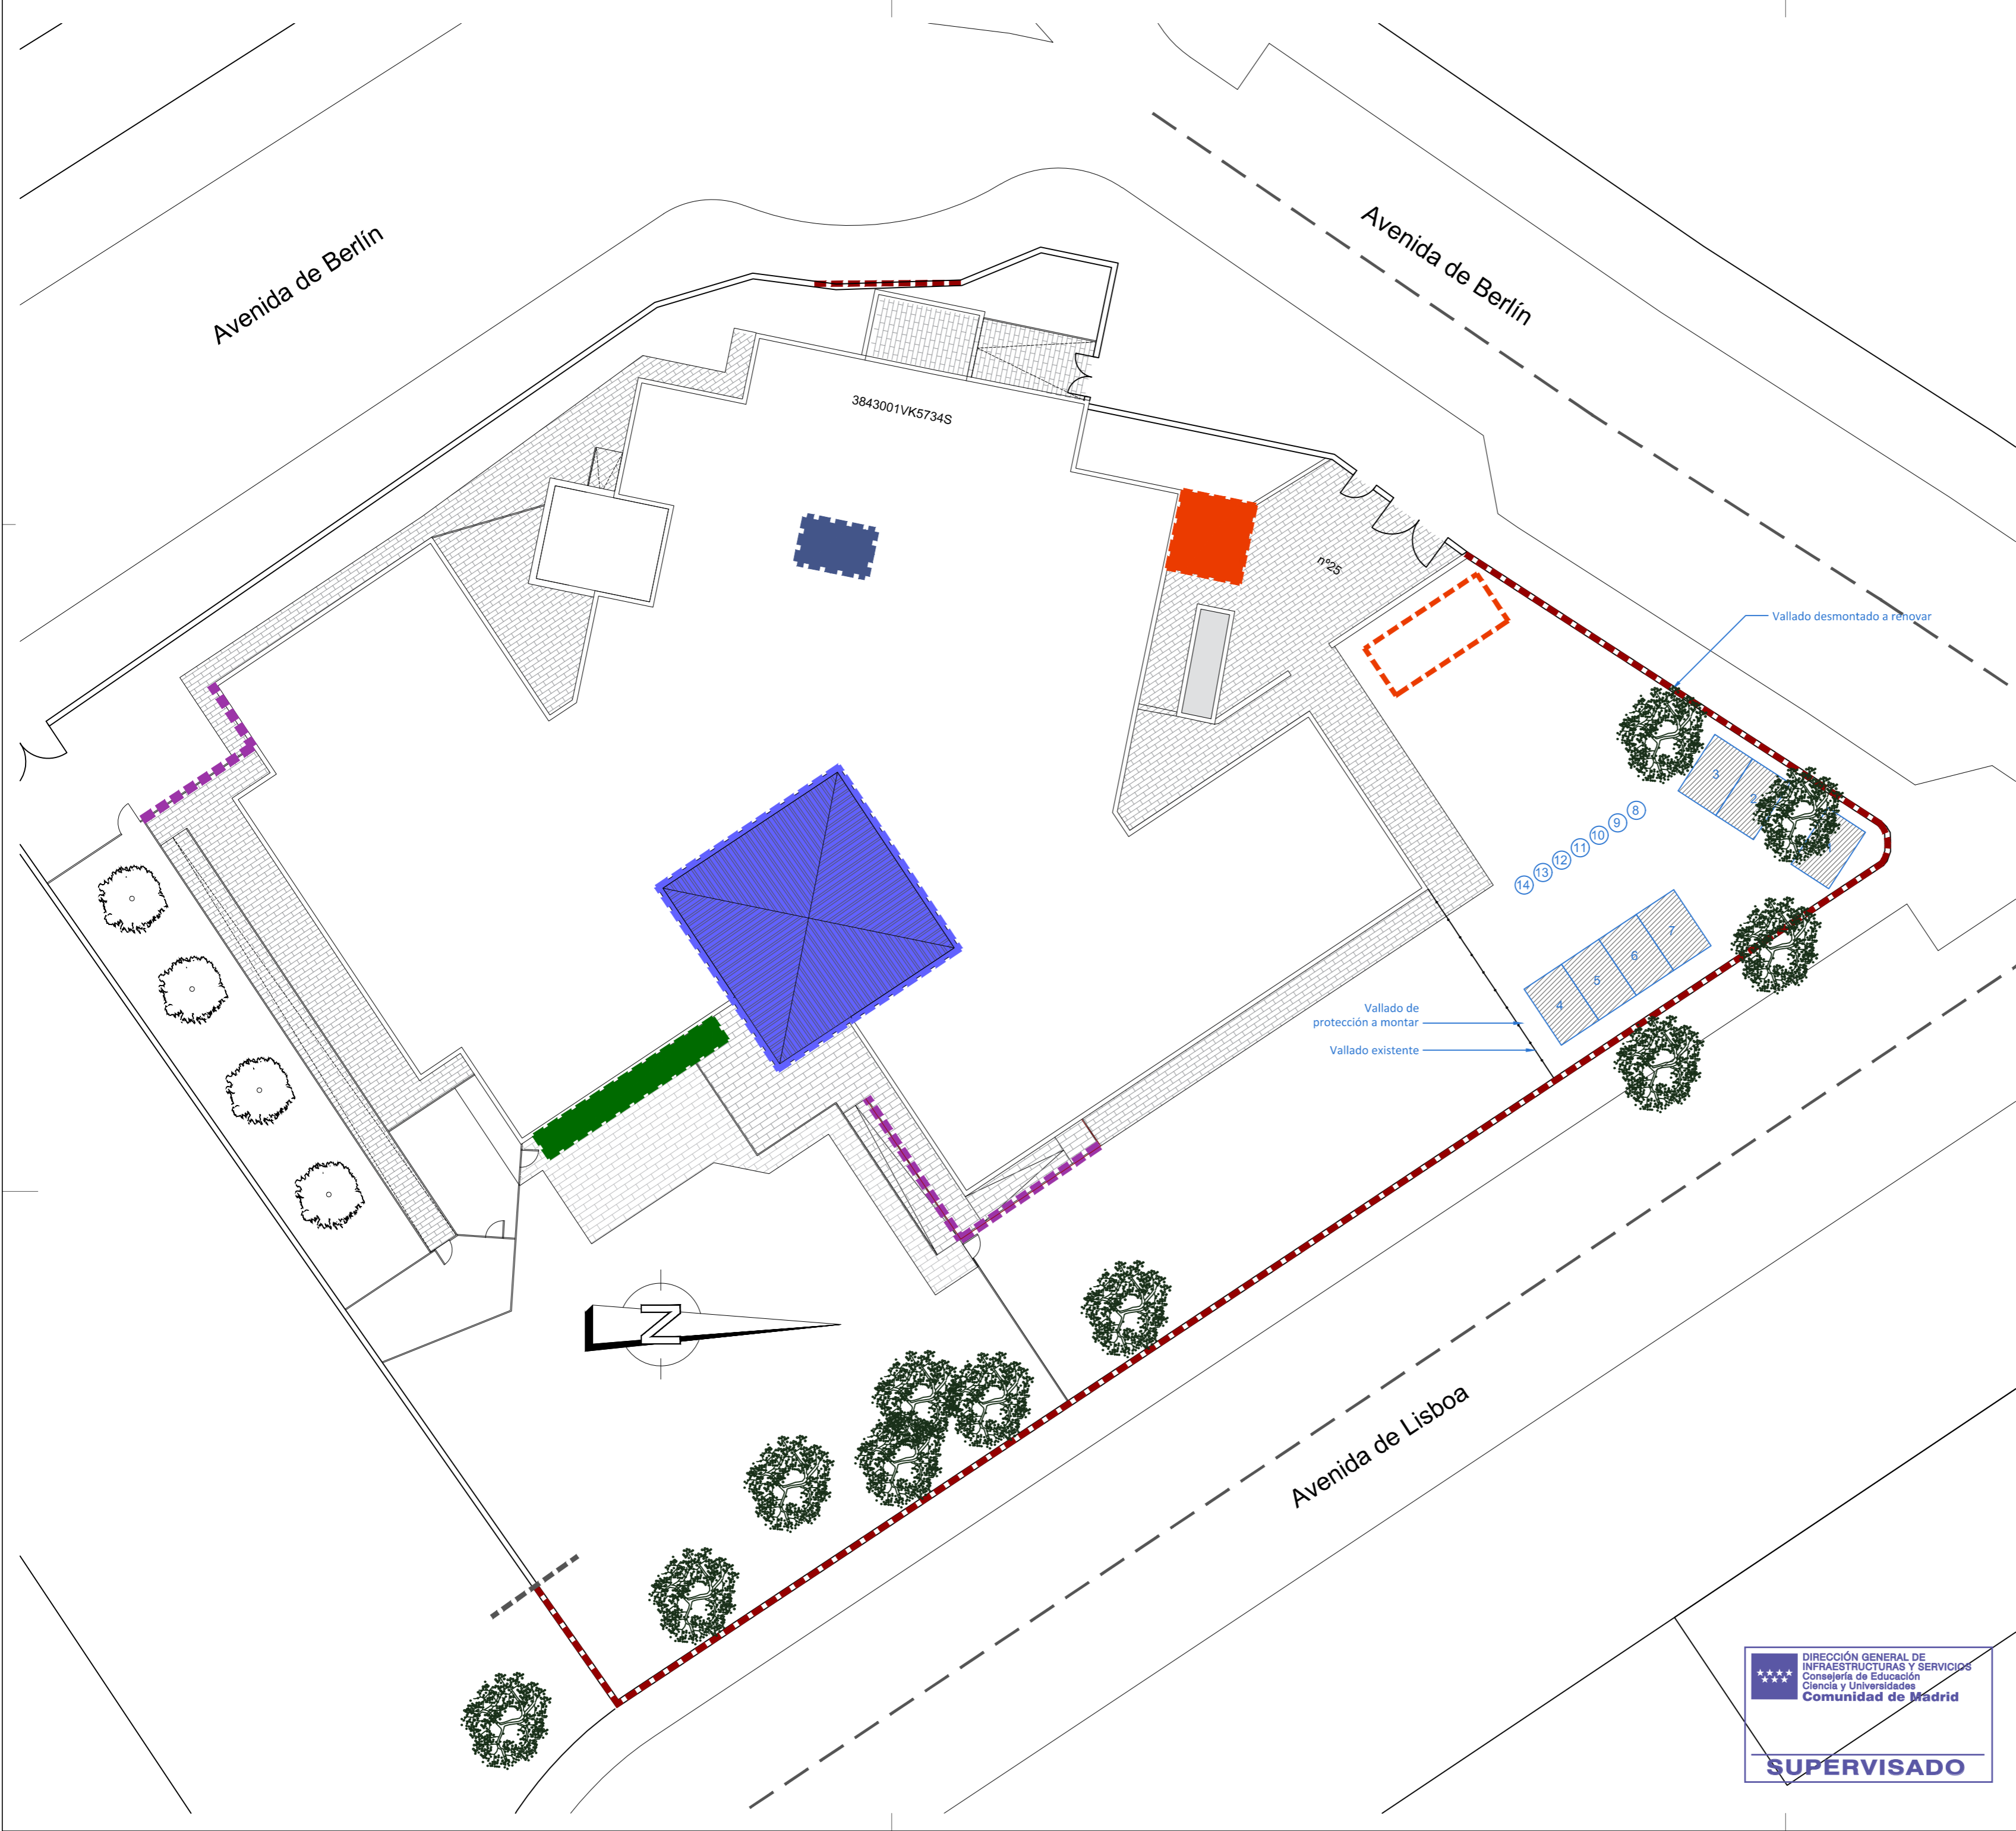 Avenida de Berlín
Avenida de Berlín
3843001VK5734S
nº25
Vallado desmontado a renovar
3
2
8
9
10
11
12
13
14
7
6
5
4
Vallado de
protección a montar
Vallado existente
N
Avenida de Lisboa
DIRECCIÓN GENERAL DE
INFRAESTRUCTURAS Y SERVICIOS
Consejería de Educación
Ciencia y Universidades
Comunidad de Madrid
SUPERVISADO